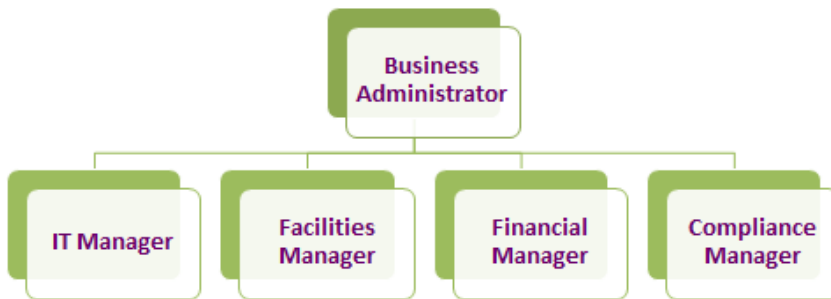 Business
Administrator
IT Manager
Facilities
Manager
Financial
Manager
Compliance
Manager